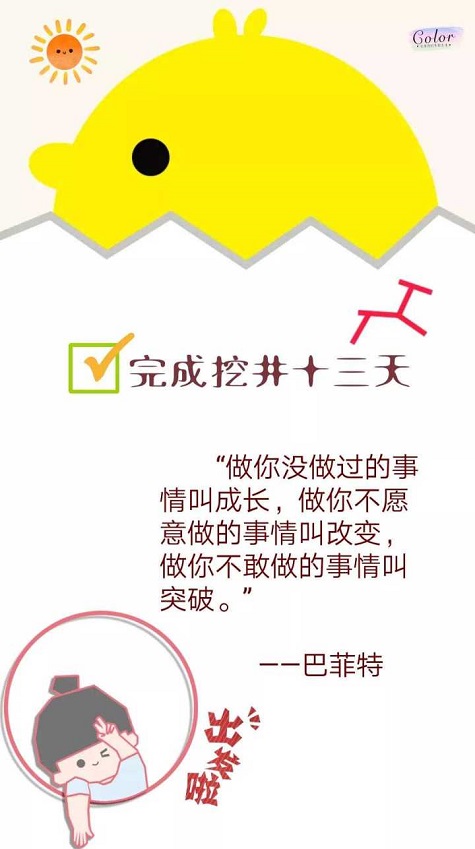 Color
完成挖井十三天
“做你没做过的事
情叫成长，做你不愿
意做的事情叫改变，
做你不敢做的事情叫
突破。”
——巴菲特
出发啦